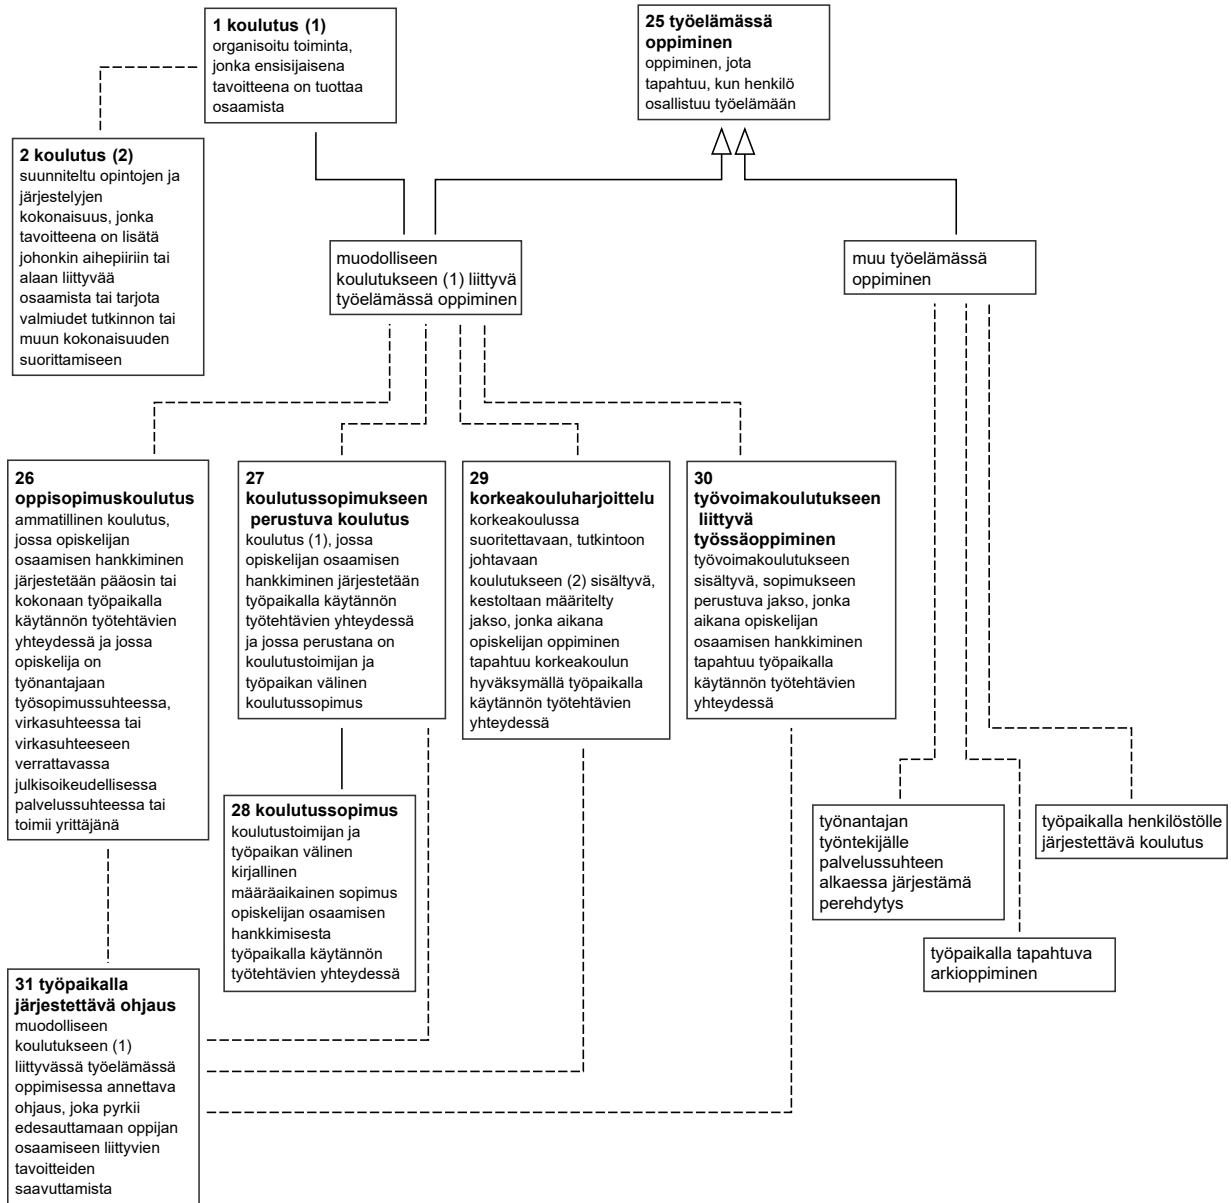 1 koulutus (1)
organisoitu toiminta,
jonka ensisijaisena
tavoitteena on tuottaa
osaamista
25 työelämässä
oppiminen
oppiminen, jota
tapahtuu, kun henkilö
osallistuu työelämään
2 koulutus (2)
suunniteltu opintojen ja
järjestelyjen
kokonaisuus, jonka
tavoitteena on lisätä
johonkin aihepiiriin tai
alaan liittyvää
osaamista tai tarjota
valmiudet tutkinnon tai
muun kokonaisuuden
suorittamiseen
muodolliseen
koulutukseen (1) liittyvä
työelämässä oppiminen
muu työelämässä
oppiminen
26
oppisopimuskoulutus
ammatillinen koulutus,
jossa opiskelijan
osaamisen hankkiminen
järjestetään pääosin tai
kokonaan työpaikalla
käytännön työtehtävien
yhteydessä ja jossa
opiskelija on
työnantajaan
työsopimussuhteessa,
virkasuhteessa tai
virkasuhteeseen
verrattavassa
julkisoikeudellisessa
palvelussuhteessa tai
toimii yrittäjänä
27
koulutussopimukseen
perustuva koulutus
koulutus (1), jossa
opiskelijan osaamisen
hankkiminen järjestetään
työpaikalla käytännön
työtehtävien yhteydessä
ja jossa perustana on
koulutustoimijan ja
työpaikan välinen
koulutussopimus
29
korkeakouluharjoittelu
korkeakoulussa
suoritettavaan, tutkintoon
johtavaan
koulutukseen (2) sisältyvä,
kestoltaan määritelty
jakso, jonka aikana
opiskelijan oppiminen
tapahtuu korkeakoulun
hyväksymällä työpaikalla
käytännön työtehtävien
yhteydessä
30
työvoimakoulutukseen
liittyvä
työssäoppiminen
työvoimakoulutukseen
sisältyvä, sopimukseen
perustuva jakso, jonka
aikana opiskelijan
osaamisen hankkiminen
tapahtuu työpaikalla
käytännön työtehtävien
yhteydessä
28 koulutussopimus
koulutustoimijan ja
työpaikan välinen
kirjallinen
määräaikainen sopimus
opiskelijan osaamisen
hankkimisesta
työpaikalla käytännön
työtehtävien yhteydessä
työnantajan
työntekijälle
palvelussuhteen
alkaessa järjestämä
perehdytys
työpaikalla henkilöstölle
järjestettävä koulutus
työpaikalla tapahtuva
arkioppiminen
31 työpaikalla
järjestettävä ohjaus
muodolliseen
koulutukseen (1)
liittyvässä työelämässä
oppimisessa annettava
ohjaus, joka pyrkii
edesauttamaan oppijan
osaamiseen liittyvien
tavoitteiden
saavuttamista